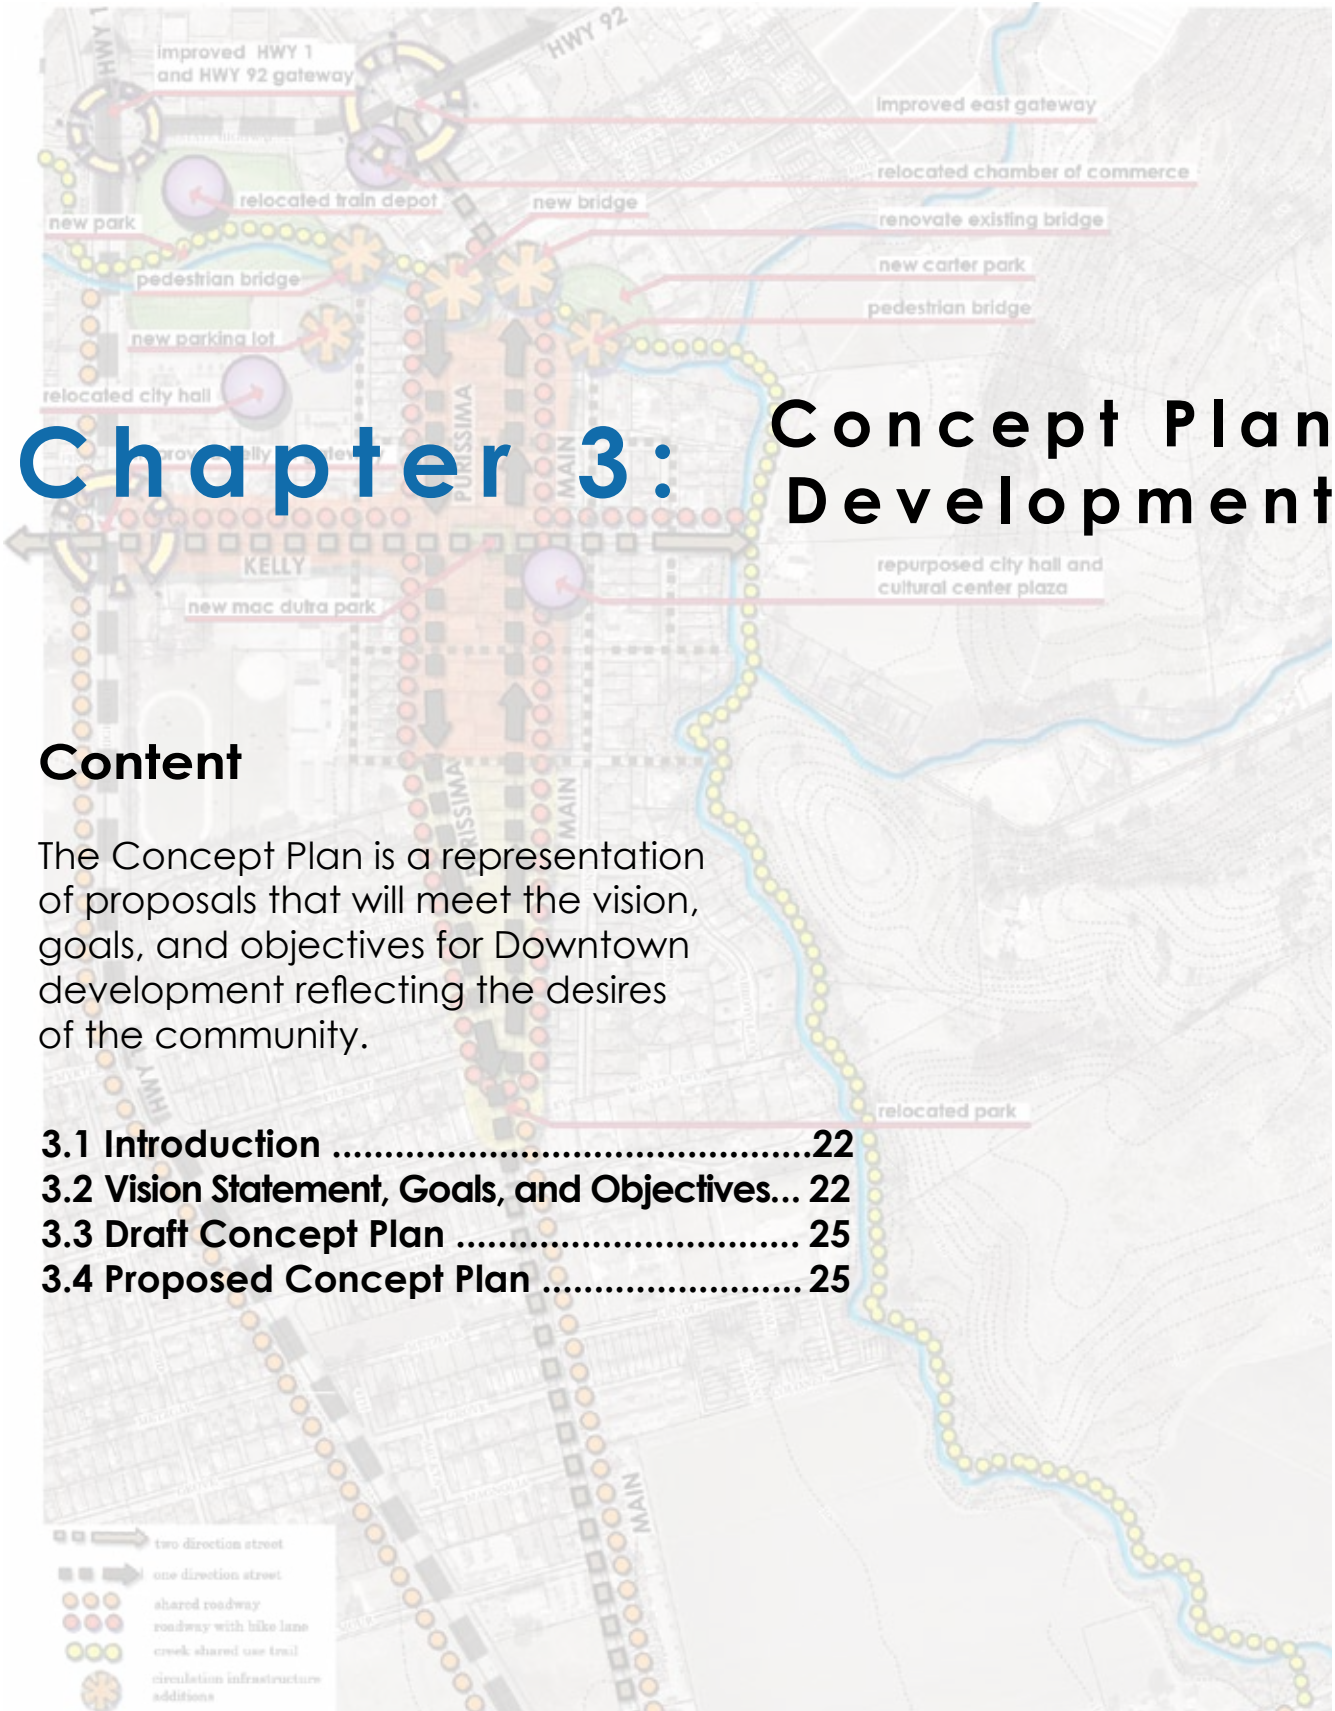 HWY 1
HWY 92
improved HWY 1
and HWY 92 gateway
improved east gateway
relocated chamber of commerce
relocated train depot
new bridge
new park
renovate existing bridge
pedestrian bridge
new carter park
pedestrian bridge
new parking lot
relocated city hall
Chapter 3:
Concept Plan
Development
PURISSIMA
MAIN
KELLY
repurposed city hall and
cultural center plaza
new mac dutra park
Content
MAIN
The Concept Plan is a representation
of proposals that will meet the vision,
goals, and objectives for Downtown
development reflecting the desires
of the community.
HWY
relocated park
3.1 Introduction ..............................................22
3.2 Vision Statement, Goals, and Objectives... 22
3.3 Draft Concept Plan ................................. 25
3.4 Proposed Concept Plan ......................... 25
MAIN
two direction street
one direction street
shared roadway
roadway with bike lane
creek shared use trail
circulation infrastructure
additions